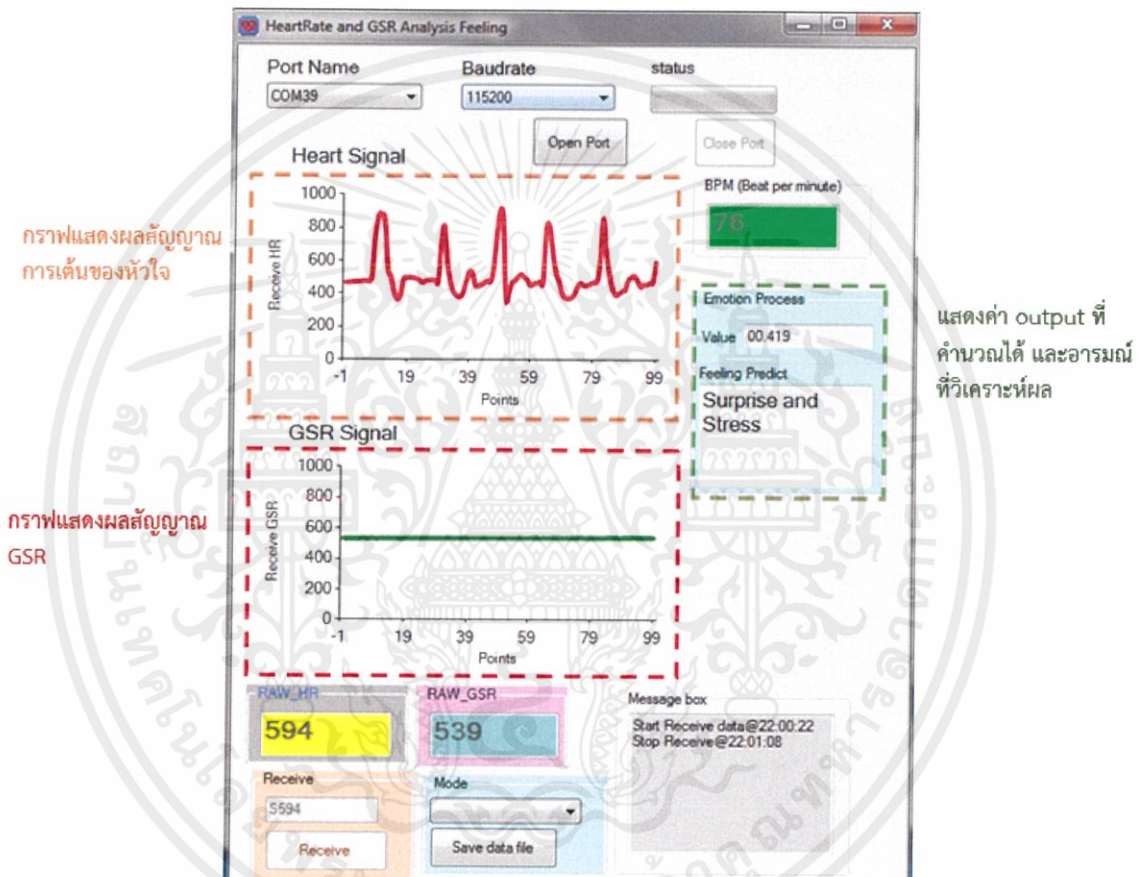 HeartRate and GSR Analysis Feeling
Port Name
Baudrate
status
COM39
115200
Open Port
Close Port
Heart Signal
BPM (Beat per minute)
76
กราฟแสดงผลสัญญาณ
การเต้นของหัวใจ
Receive HR
1000
800
600
400
200
0
-1 19 39 59 79 99
Points
Emotion Process
Value 00.419
Feeling Predict
Surprise and
Stress
แสดงค่า output ที่
คำนวณได้ และอารมณ์
ที่วิเคราะห์ผล
GSR Signal
กราฟแสดงผลสัญญาณ
GSR
Receive GSR
1000
800
600
400
200
0
-1 19 39 59 79 99
Points
RAW_HR
594
RAW_GSR
539
Message box
Start Receive data@22:00:22
Stop Receive@22:01:08
Receive
S594
Receive
Mode
Save data file